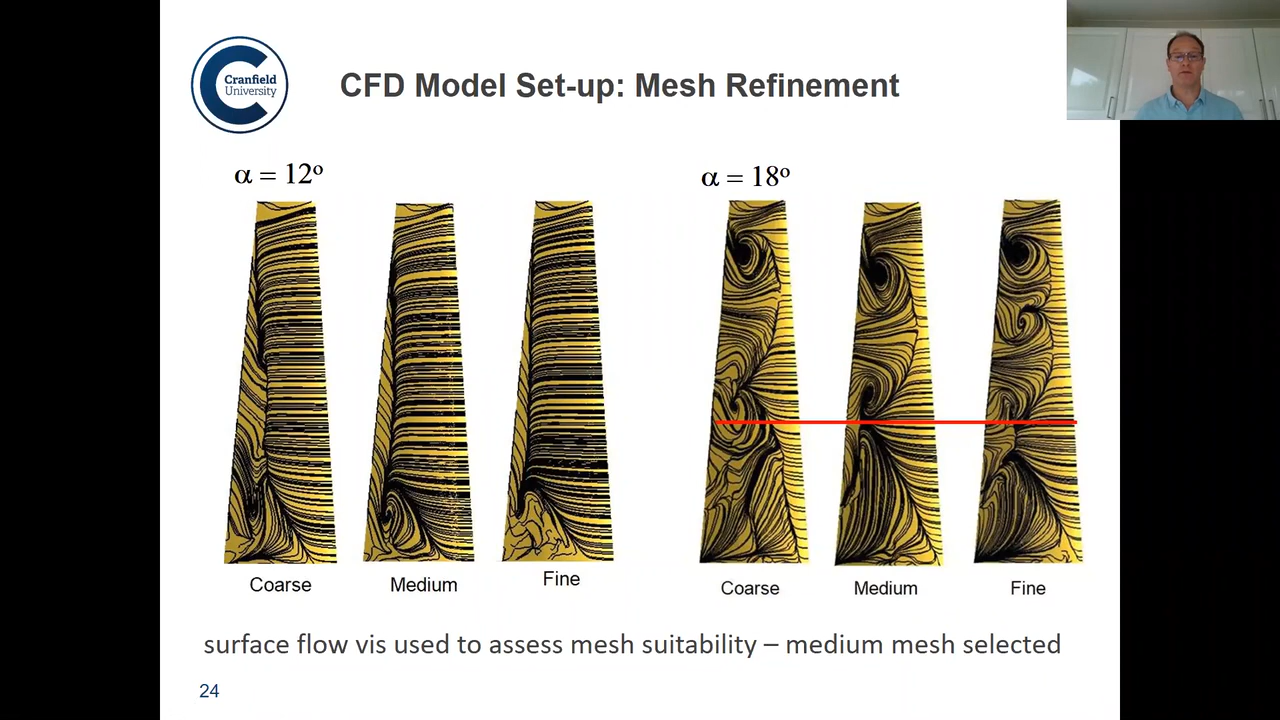 Cranfield
University
CFD Model Set-up: Mesh Refinement
α = 12º
α = 18º
Coarse
Medium
Fine
Coarse
Medium
Fine
surface flow vis used to assess mesh suitability – medium mesh selected
24